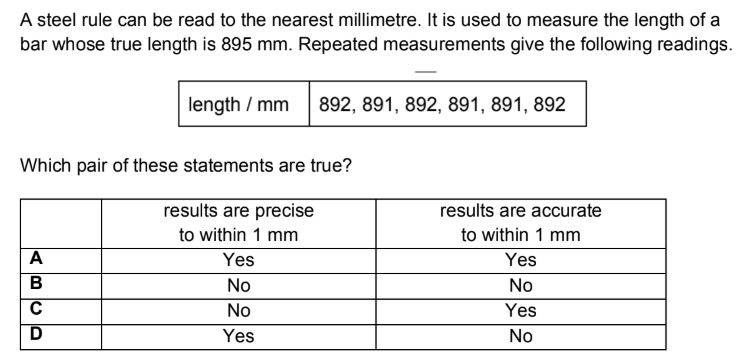 A steel rule can be read to the nearest millimetre. It is used to measure the length of a
bar whose true length is 895 mm. Repeated measurements give the following readings.
length / mm 892, 891, 892, 891, 891, 892
Which pair of these statements are true?
results are precise results are accurate
to within 1 mm to within 1 mm
A Yes Yes
B No No
C No Yes
D Yes No